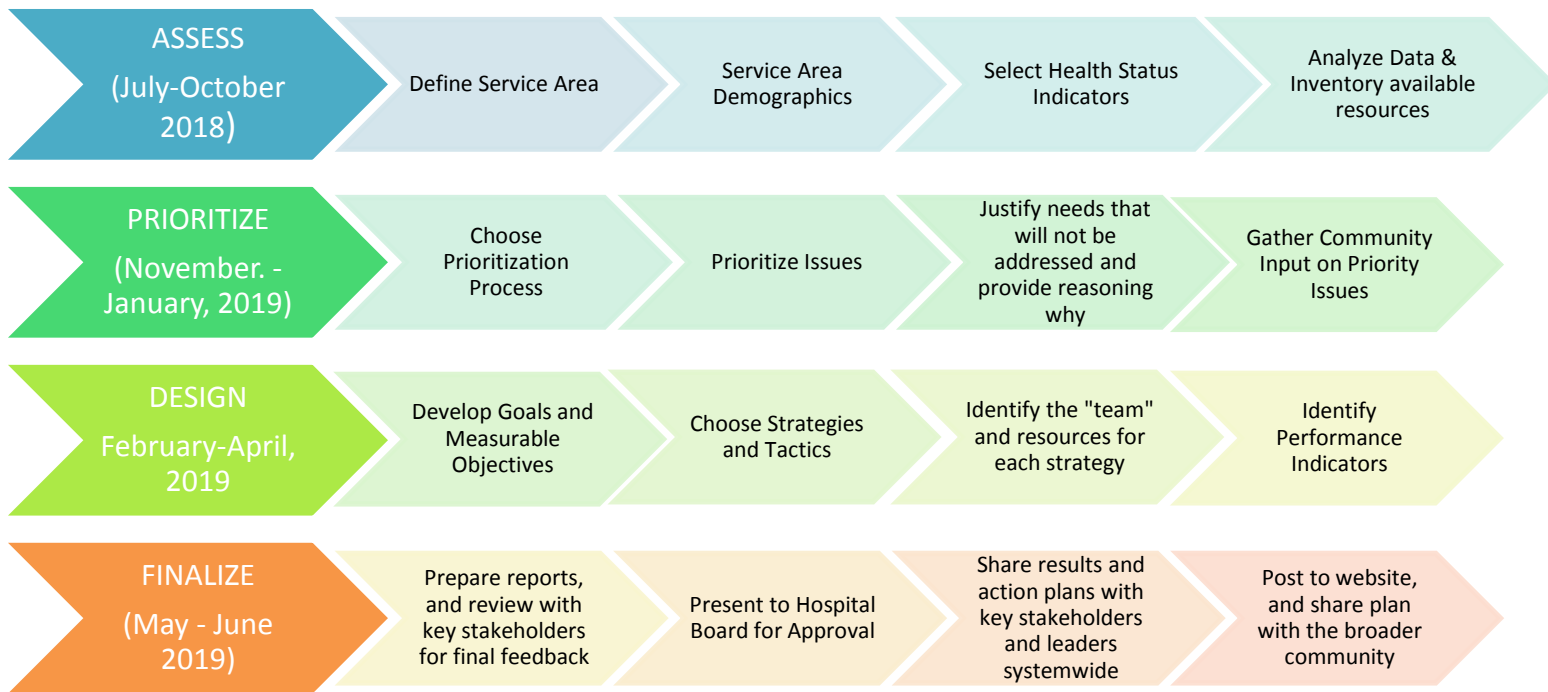 ASSESS
(July-October
2018)
Define Service Area
Service Area
Demographics
Select Health Status
Indicators
Analyze Data &
Inventory available
resources
PRIORITIZE
(November. -
January, 2019)
Choose
Prioritization
Process
Prioritize Issues
Justify needs that
will not be
addressed and
provide reasoning
why
Gather Community
Input on Priority
Issues
DESIGN
February-April,
2019
Develop Goals and
Measurable
Objectives
Choose Strategies
and Tactics
Identify the "team"
and resources for
each strategy
Identify
Performance
Indicators
FINALIZE
(May - June
2019)
Prepare reports,
and review with
key stakeholders
for final feedback
Present to Hospital
Board for Approval
Share results and
action plans with
key stakeholders
and leaders
systemwide
Post to website,
and share plan
with the broader
community